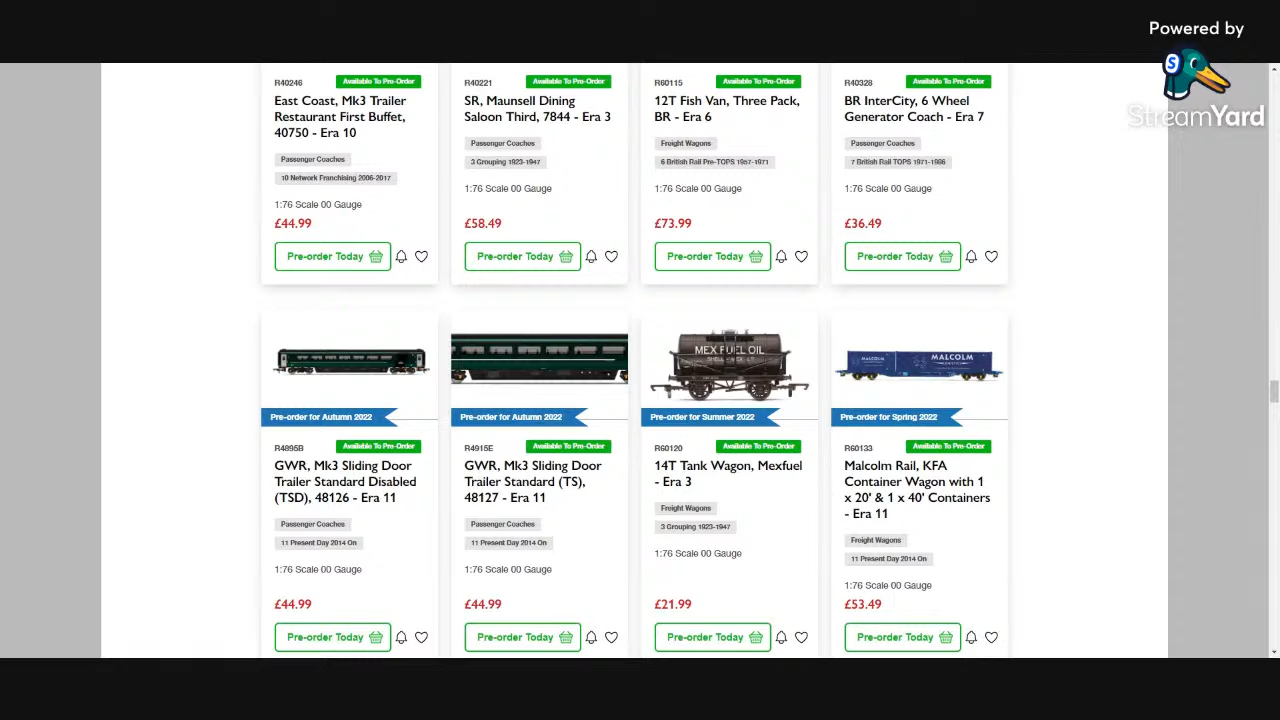 Powered by
StreamYard
R40246 Available To Pre-Order
East Coast, Mk3 Trailer
Restaurant First Buffet,
40750 - Era 10
Passenger Coaches
10 Network Franchising 2006-2017
1:76 Scale 00 Gauge
£44.99
Pre-order Today
R40221 Available To Pre-Order
SR, Maunsell Dining
Saloon Third, 7844 - Era 3
Passenger Coaches
3 Grouping 1923-1947
1:76 Scale 00 Gauge
£58.49
Pre-order Today
R60115 Available To Pre-Order
12T Fish Van, Three Pack,
BR - Era 6
Freight Wagons
6 British Rail Pre-TOPS 1957-1971
1:76 Scale 00 Gauge
£73.99
Pre-order Today
R40328 Available To Pre-Order
BR InterCity, 6 Wheel
Generator Coach - Era 7
Passenger Coaches
7 British Rail TOPS 1971-1986
1:76 Scale 00 Gauge
£36.49
Pre-order Today
Pre-order for Autumn 2022
R4895B Available To Pre-Order
GWR, Mk3 Sliding Door
Trailer Standard Disabled
(TSD), 48126 - Era 11
Passenger Coaches
11 Present Day 2014 On
1:76 Scale 00 Gauge
£44.99
Pre-order Today
Pre-order for Autumn 2022
R4915E Available To Pre-Order
GWR, Mk3 Sliding Door
Trailer Standard (TS),
48127 - Era 11
Passenger Coaches
11 Present Day 2014 On
1:76 Scale 00 Gauge
£44.99
Pre-order Today
MEX FUEL OIL
Pre-order for Summer 2022
R60120 Available To Pre-Order
14T Tank Wagon, Mexfuel
- Era 3
Freight Wagons
3 Grouping 1923-1947
1:76 Scale 00 Gauge
£21.99
Pre-order Today
MALCOLM MALCOLM
Pre-order for Spring 2022
R60133 Available To Pre-Order
Malcolm Rail, KFA
Container Wagon with 1
x 20' & 1 x 40' Containers
- Era 11
Freight Wagons
11 Present Day 2014 On
1:76 Scale 00 Gauge
£53.49
Pre-order Today